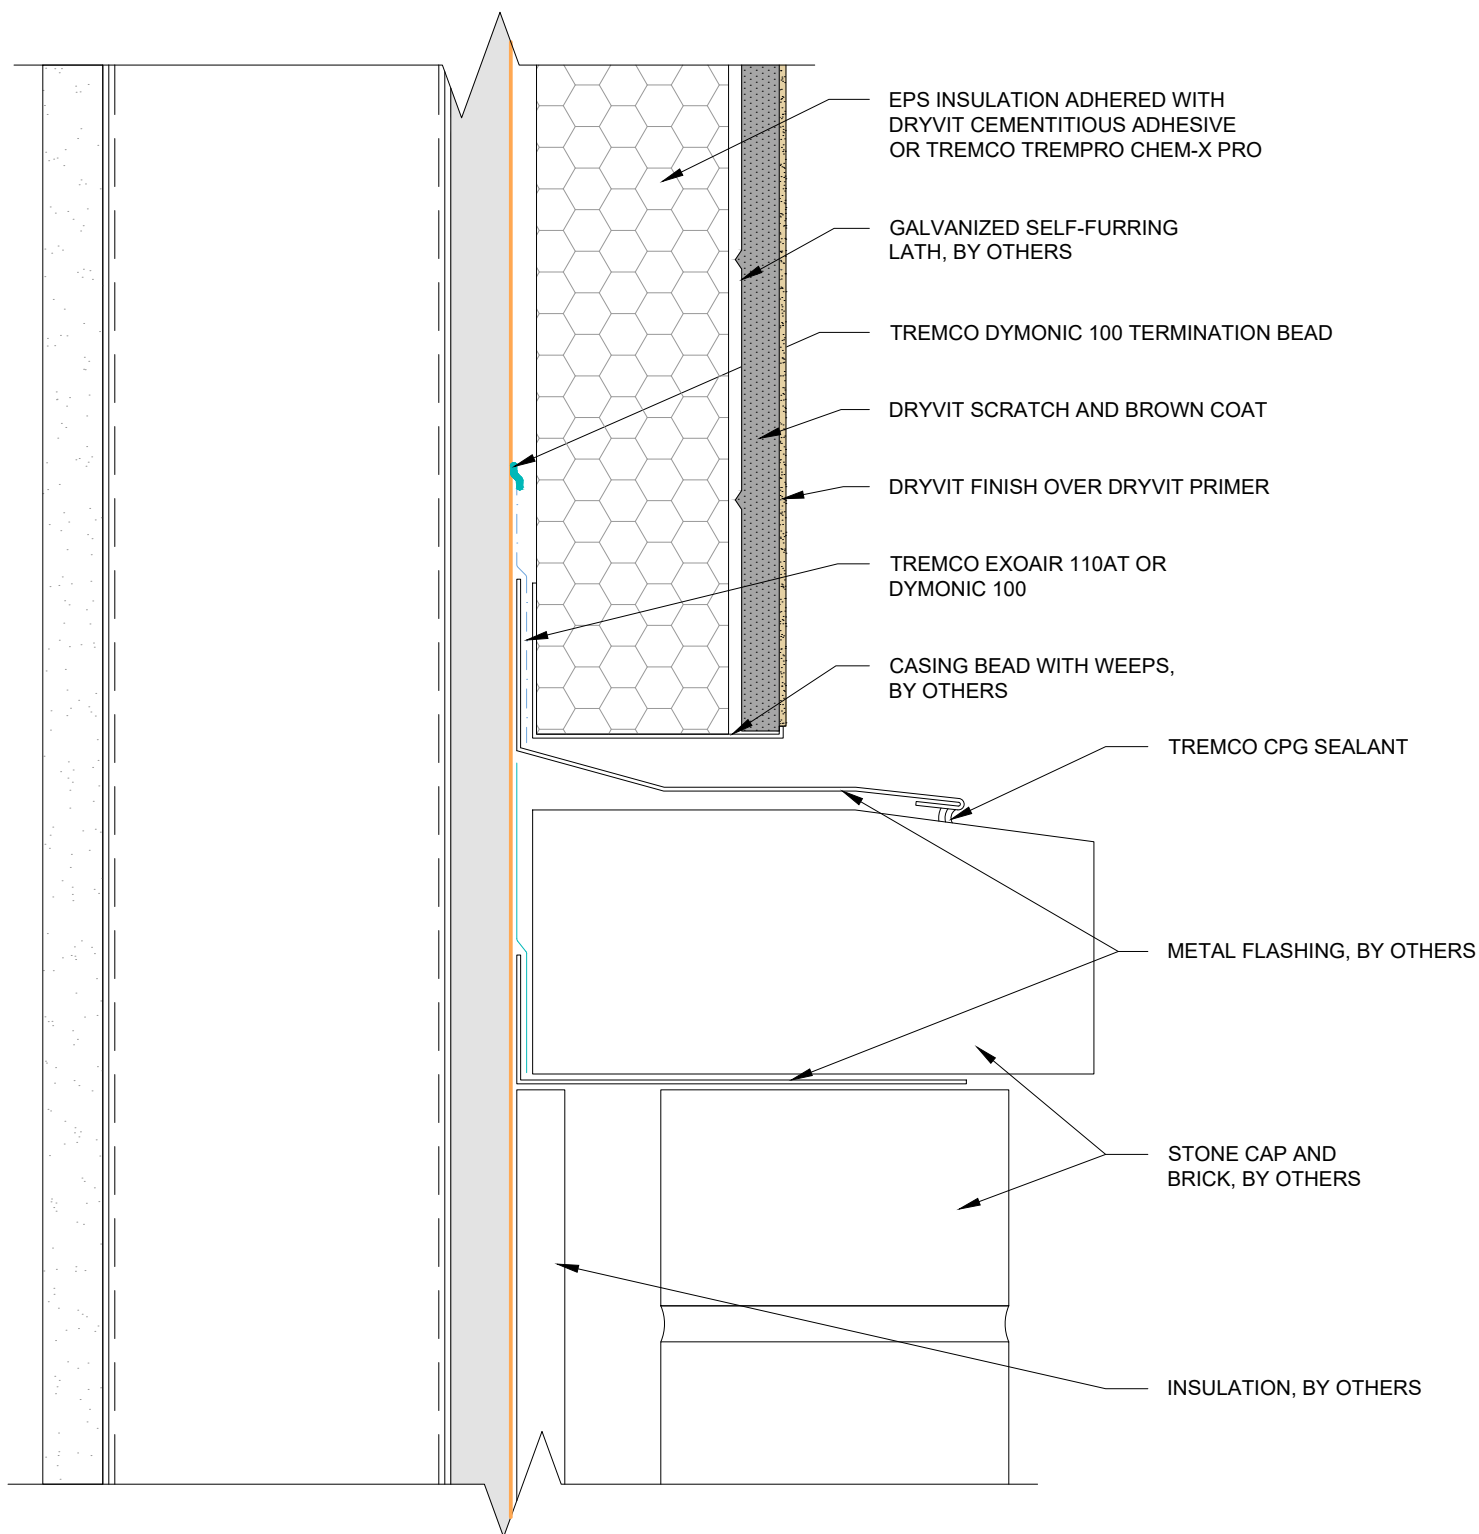 EPS INSULATION ADHERED WITH
DRYVIT CEMENTITIOUS ADHESIVE
OR TREMCO TREMPRO CHEM-X PRO
GALVANIZED SELF-FURRING
LATH, BY OTHERS
TREMCO DYMONIC 100 TERMINATION BEAD
DRYVIT SCRATCH AND BROWN COAT
DRYVIT FINISH OVER DRYVIT PRIMER
TREMCO EXOAIR 110AT OR
DYMONIC 100
CASING BEAD WITH WEEPS,
BY OTHERS
TREMCO CPG SEALANT
METAL FLASHING, BY OTHERS
STONE CAP AND
BRICK, BY OTHERS
INSULATION, BY OTHERS